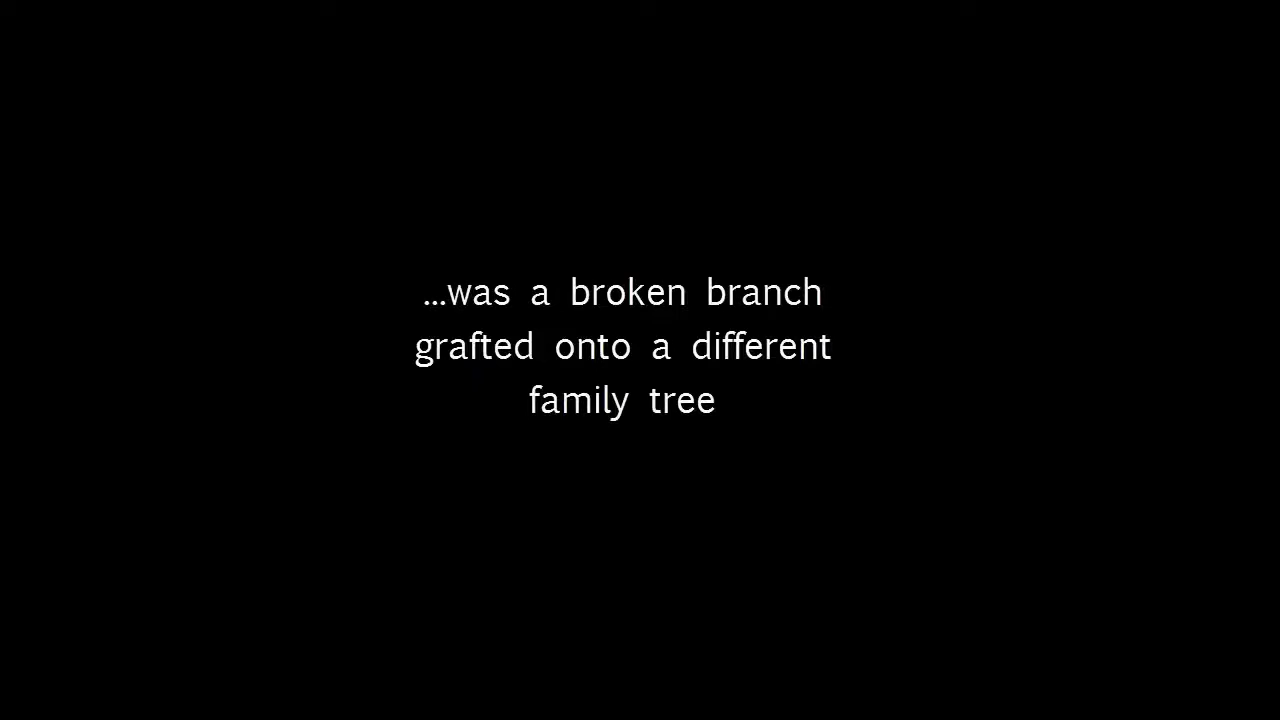 ...was a broken branch
grafted onto a different
family tree